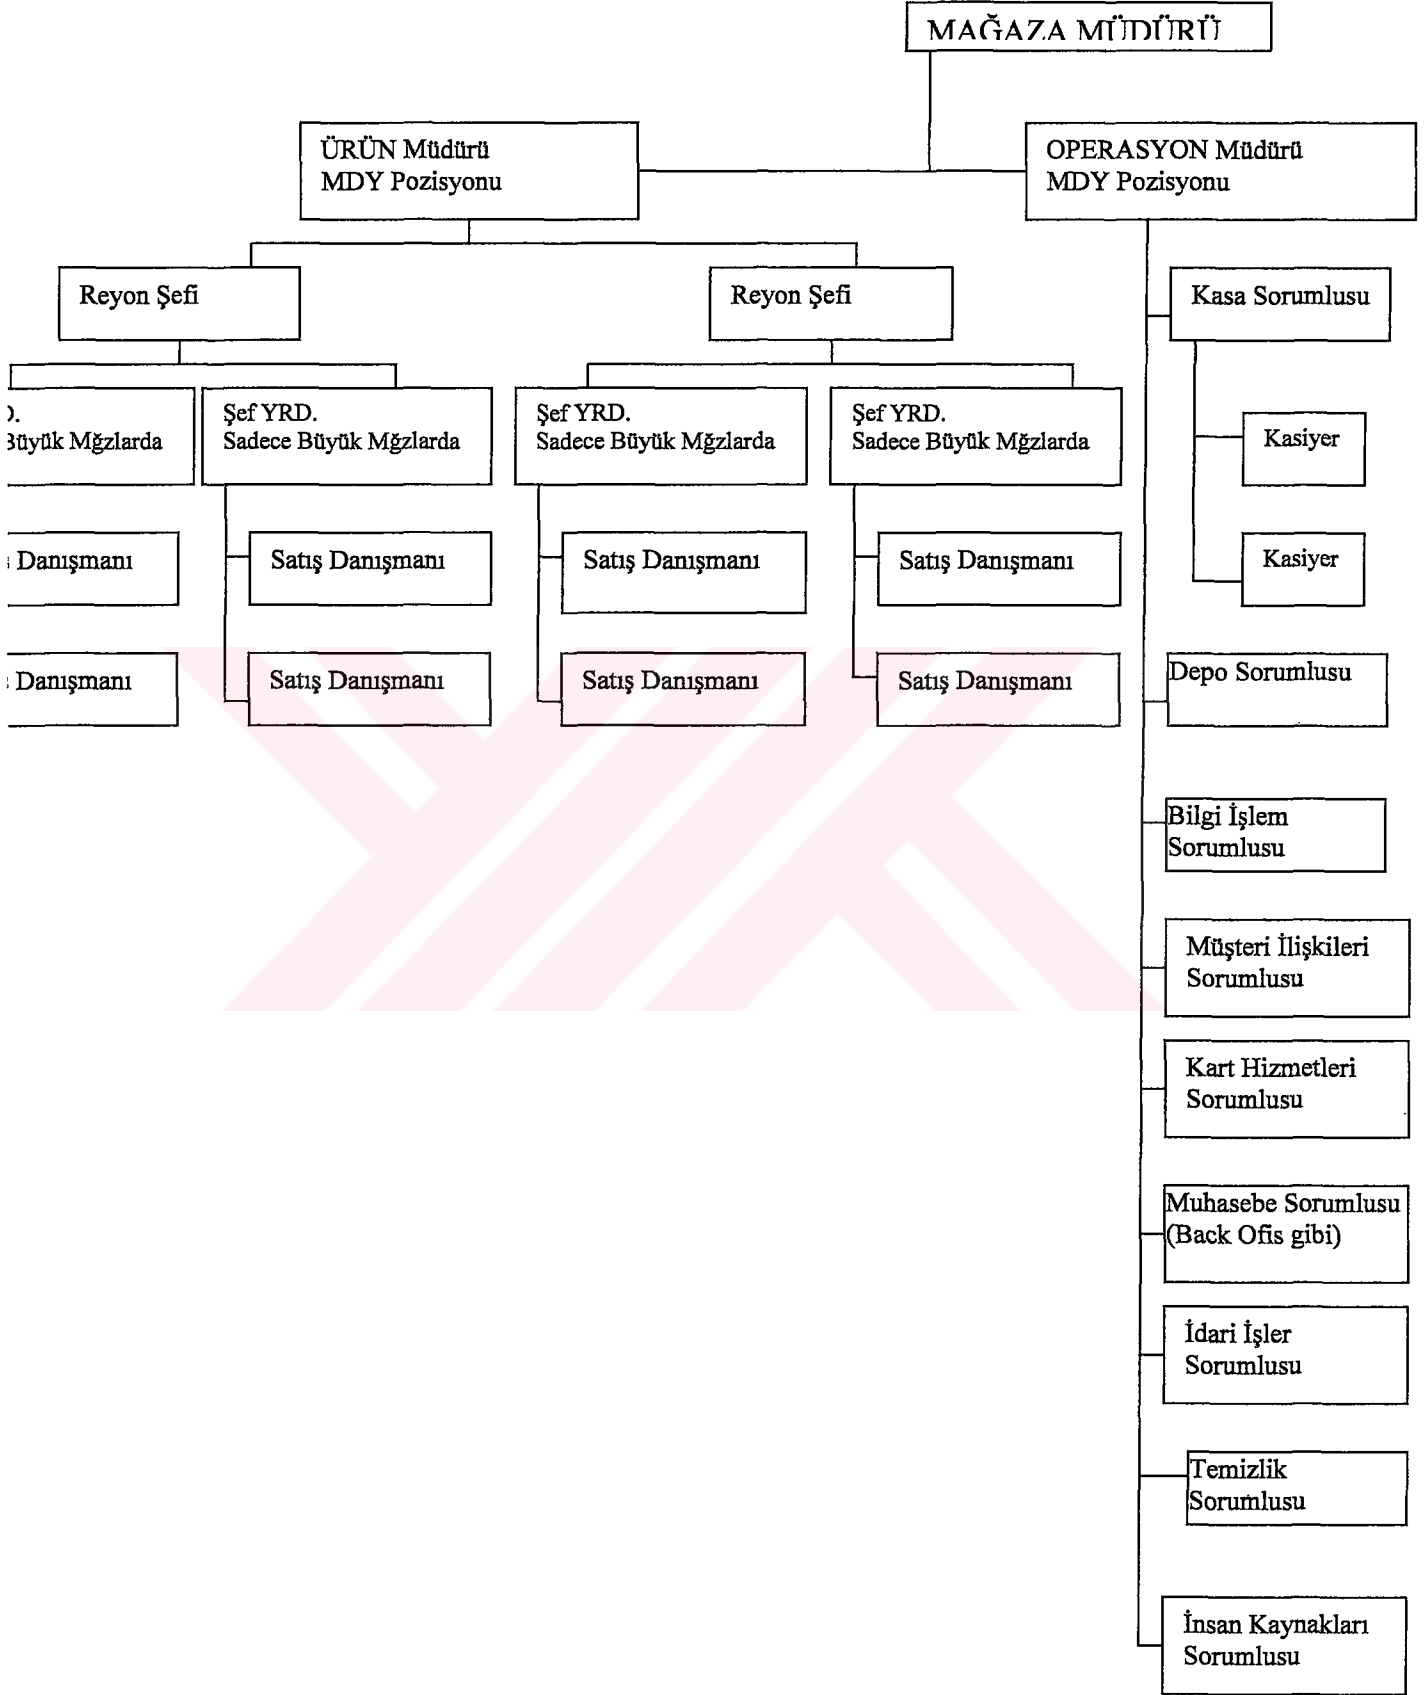 MAĞAZA MÜDÜRÜ
ÜRÜN Müdürü
MDY Pozisyonu
OPERASYON Müdürü
MDY Pozisyonu
Reyon Şefi
Reyon Şefi
Kasa Sorumlusu
Büyük Mğzlarda
Şef YRD.
Sadece Büyük Mğzlarda
Şef YRD.
Sadece Büyük Mğzlarda
Şef YRD.
Sadece Büyük Mğzlarda
Kasiyer
Danışmanı
Satış Danışmanı
Satış Danışmanı
Satış Danışmanı
Kasiyer
Danışmanı
Satış Danışmanı
Satış Danışmanı
Satış Danışmanı
Depo Sorumlusu
Bilgi İşlem
Sorumlusu
Müşteri İlişkileri
Sorumlusu
Kart Hizmetleri
Sorumlusu
Muhasebe Sorumlusu
(Back Ofis gibi)
İdari İşler
Sorumlusu
Temizlik
Sorumlusu
İnsan Kaynakları
Sorumlusu